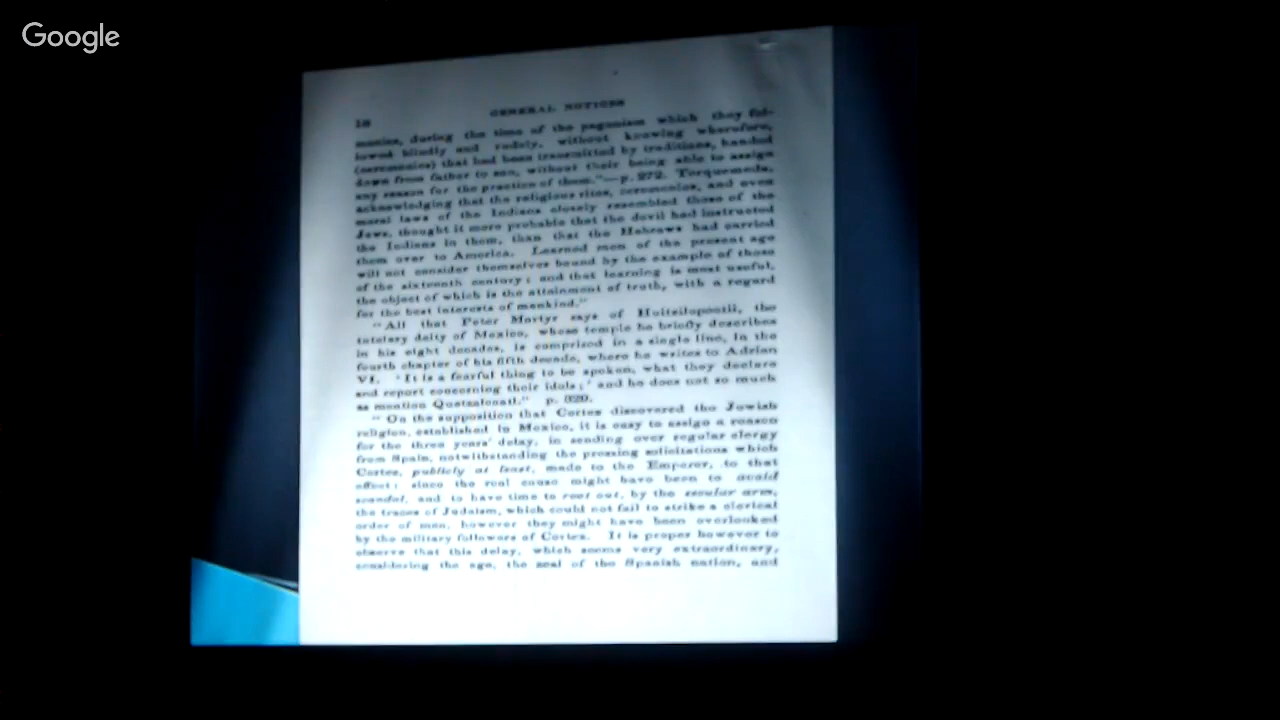 Google
18
GENERAL NOTICES
monies, during the time of the paganism which they fol-
lowed blindly and rudely, without knowing wherefore,
(ceremonies) that had been transmitted by traditions, handed
down from father to son, without their being able to assign
any reason for the practice of them."—p. 272. Torquemada,
acknowledging that the religious rites, ceremonies, and even
moral laws of the Indians closely resembled those of the
Jews, thought it more probable that the devil had instructed
the Indians in them, than that the Hebrews had carried
them over to America. Learned men of the present age
will not consider themselves bound by the example of those
of the sixteenth century; and that learning is most useful,
the object of which is the attainment of truth, with a regard
for the best interests of mankind."
"All that Peter Martyr says of Huitzilopoctli, the
tutelary deity of Mexico, whose temple he briefly describes
in his eight decades, is comprized in a single line, in the
fourth chapter of his fifth decade, where he writes to Adrian
VI. 'It is a fearful thing to be spoken, what they declare
and report concerning their idols;' and he does not so much
as mention Quetzalcoatl." p. 320.
"On the supposition that Cortes discovered the Jewish
religion, established in Mexico, it is easy to assign a reason
for the three years' delay, in sending over regular clergy
from Spain, notwithstanding the pressing solicitations which
Cortez, publicly at least, made to the Emperor, to that
effect: since the real cause might have been to avoid
scandal, and to have time to root out, by the secular arm,
the traces of Judaism, which could not fail to strike a clerical
order of men, however they might have been overlooked
by the military followers of Cortes. It is proper however to
observe that this delay, which seems very extraordinary,
considering the age, the zeal of the Spanish nation, and